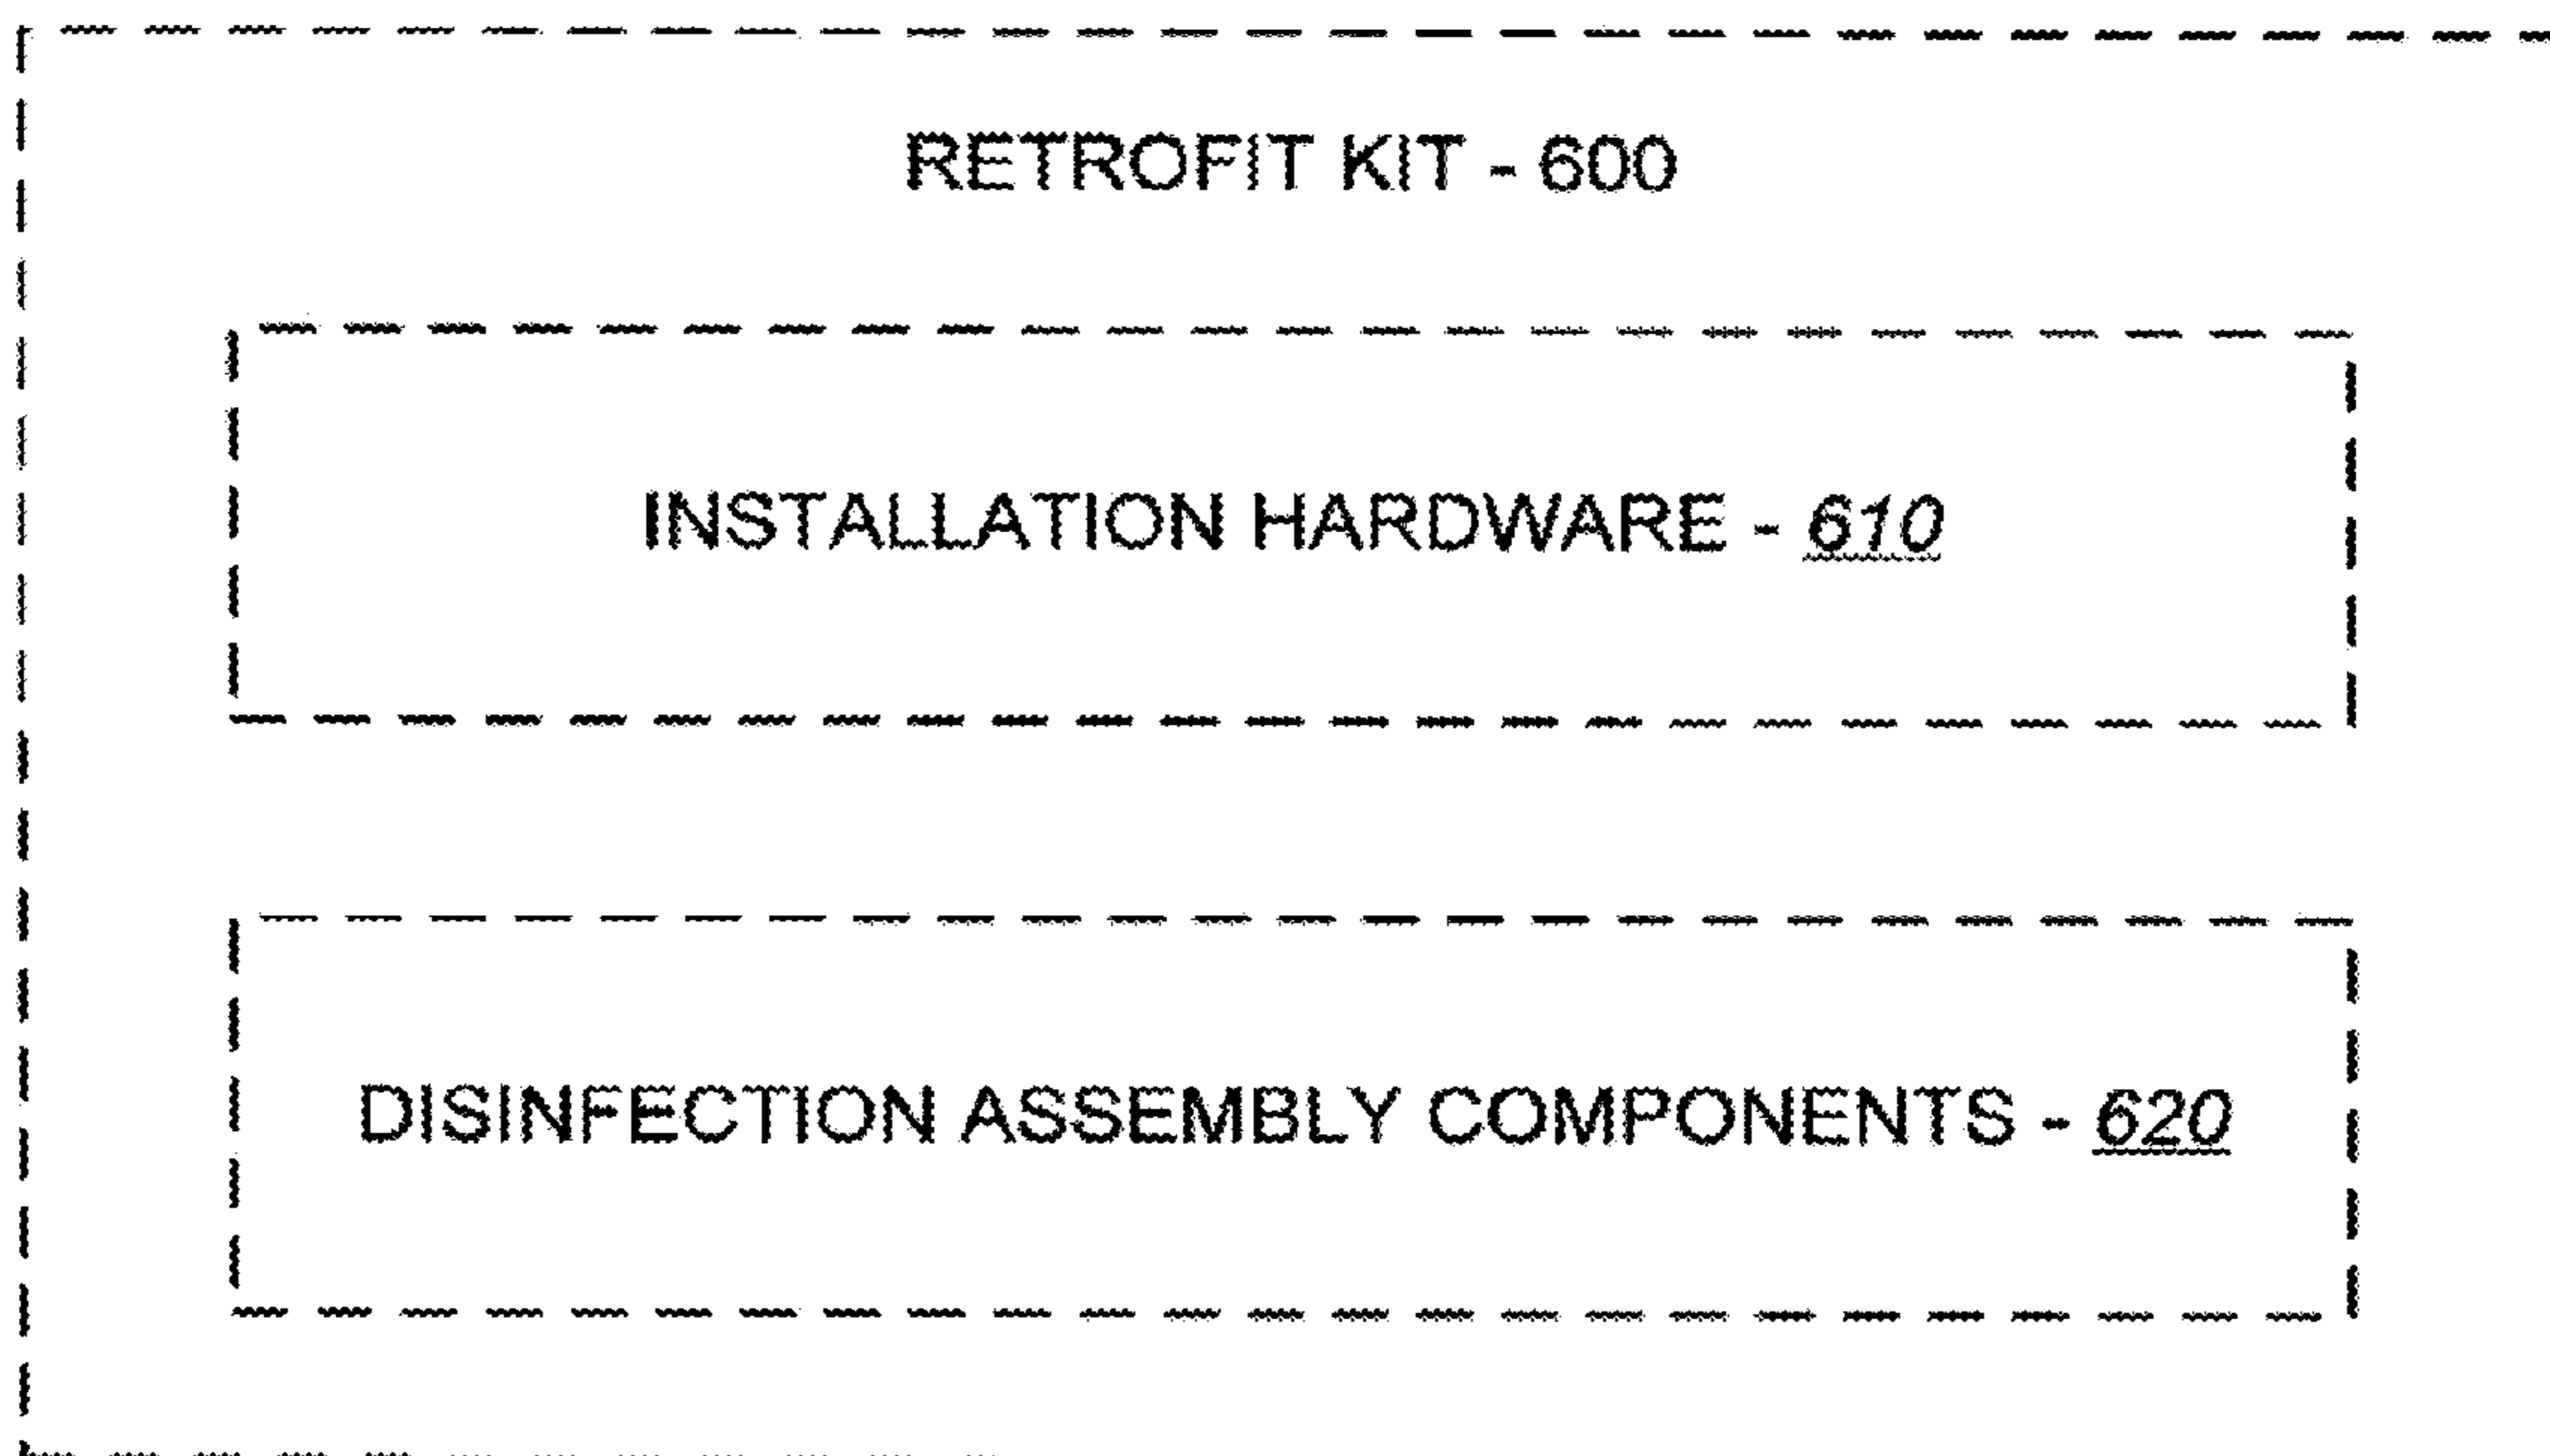 RETROFIT KIT - 600
INSTALLATION HARDWARE - 610
DISINFECTION ASSEMBLY COMPONENTS - 620